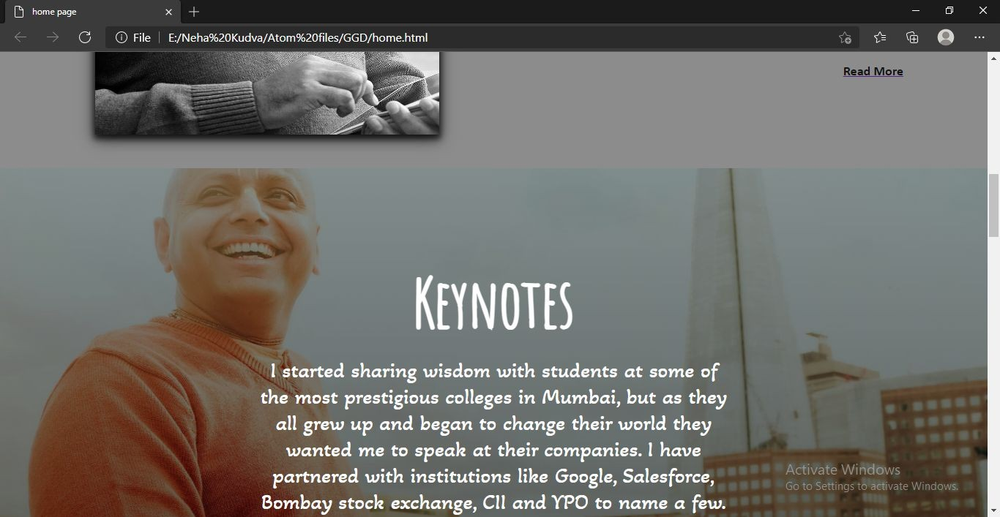 home page
File
E:/Neha%20Kudva/Atom%20files/GGD/home.html
Read More
KEYNOTES
I started sharing wisdom with students at some of
the most prestigious colleges in Mumbai, but as they
all grew up and began to change their world they
wanted me to speak at their companies. I have
partnered with institutions like Google, Salesforce,
Bombay stock exchange, CII and YPO to name a few.
Activate Windows
Go to Settings to activate Windows.